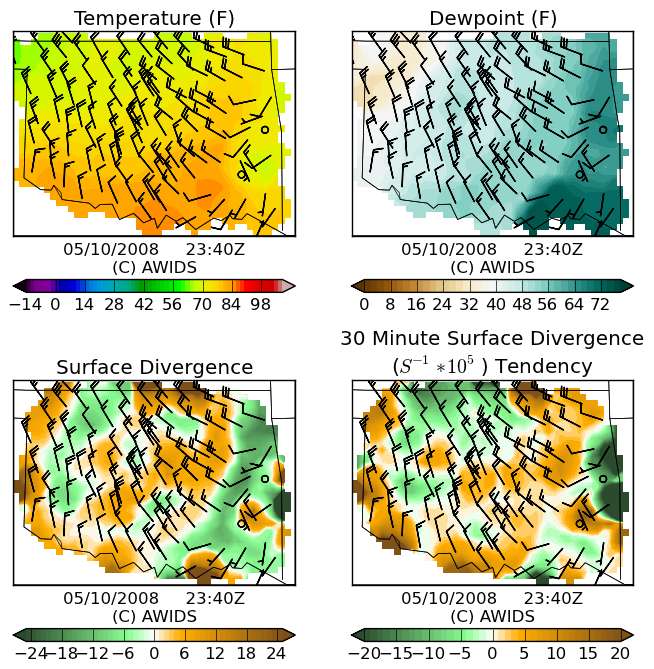 Temperature (F)
05/10/2008 23:40Z
(C) AWIDS
−14 0 14 28 42 56 70 84 98
Dewpoint (F)
05/10/2008 23:40Z
(C) AWIDS
0 8 16 24 32 40 48 56 64 72
Surface Divergence
05/10/2008 23:40Z
(C) AWIDS
−24 −18 −12 −6 0 6 12 18 24
30 Minute Surface Divergence
(S⁻¹ *10⁵ ) Tendency
05/10/2008 23:40Z
(C) AWIDS
−20 −15 −10 −5 0 5 10 15 20